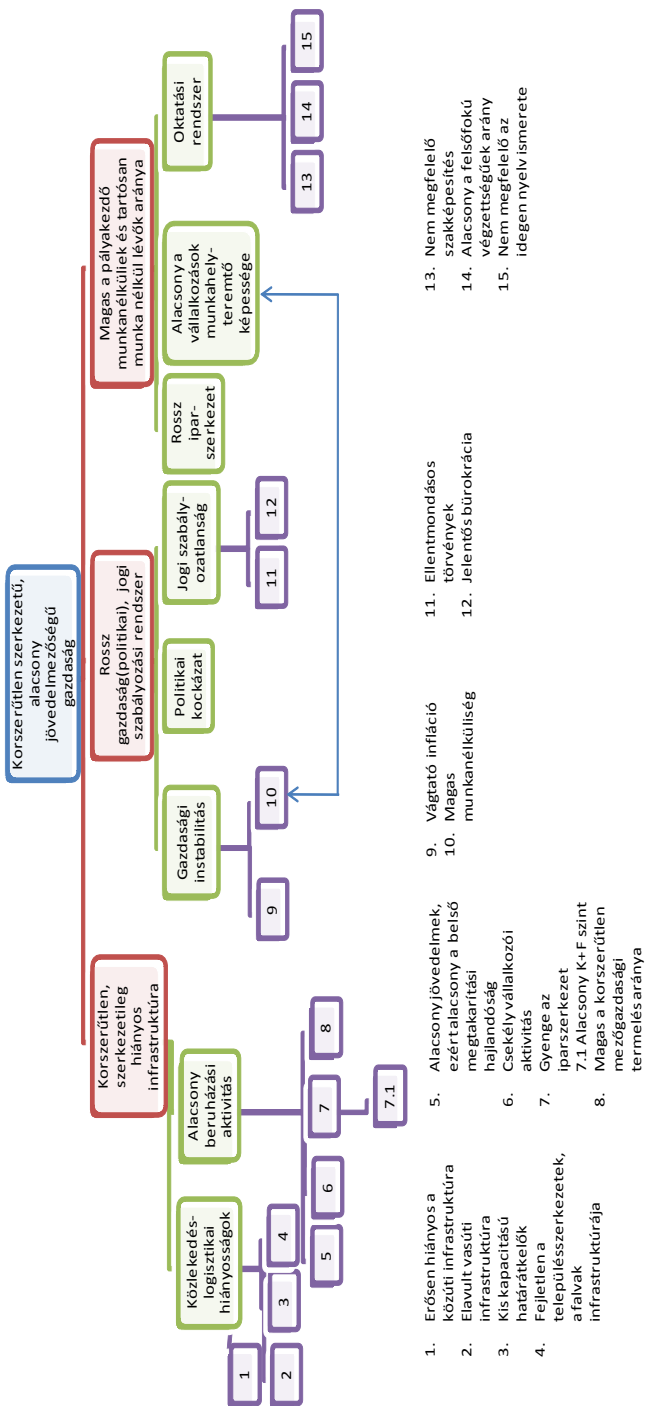 Korszerűtlen szerkezetű,
alacsony
jövedelmezőségű
gazdaság
Korszerűtlen,
szerkezetileg
hiányos
infrastruktúra
Rossz
gazdaság(politikai), jogi
szabályozási rendszer
Magas a pályakezdő
munkanélküliek és tartósan
munka nélkül lévők aránya
Közlekedés-
logisztikai
hiányosságok
Alacsony
beruházási
aktivitás
Gazdasági
instabilitás
Politikai
kockázat
Jogi szabály-
ozatlanság
Rossz
ipar-
szerkezet
Alacsony a
vállalkozások
munkahely-
teremtő
képessége
Oktatási
rendszer
1
2
3
4
5
6
7
8
7.1
9
10
11
12
13
14
15
1. Erősen hiányos a
közúti infrastruktúra
2. Elavult vasúti
infrastruktúra
3. Kis kapacitású
határátkelők
4. Fejletlen a
településszerkezetek,
a falvak
infrastruktúrája
5. Alacsony jövedelmek,
ezért alacsony a belső
megtakarítási
hajlandóság
6. Csekély vállalkozói
aktivitás
7. Gyenge az
iparszerkezet
7.1 Alacsony K+F szint
8. Magas a korszerűtlen
mezőgazdasági
termelés aránya
9. Vágtató infláció
10. Magas
munkanélküliség
11. Ellentmondásos
törvények
12. Jelentős bürokrácia
13. Nem megfelelő
szakképesítés
14. Alacsony a felsőfokú
végzettségűek arány
15. Nem megfelelő az
idegen nyelv ismerete